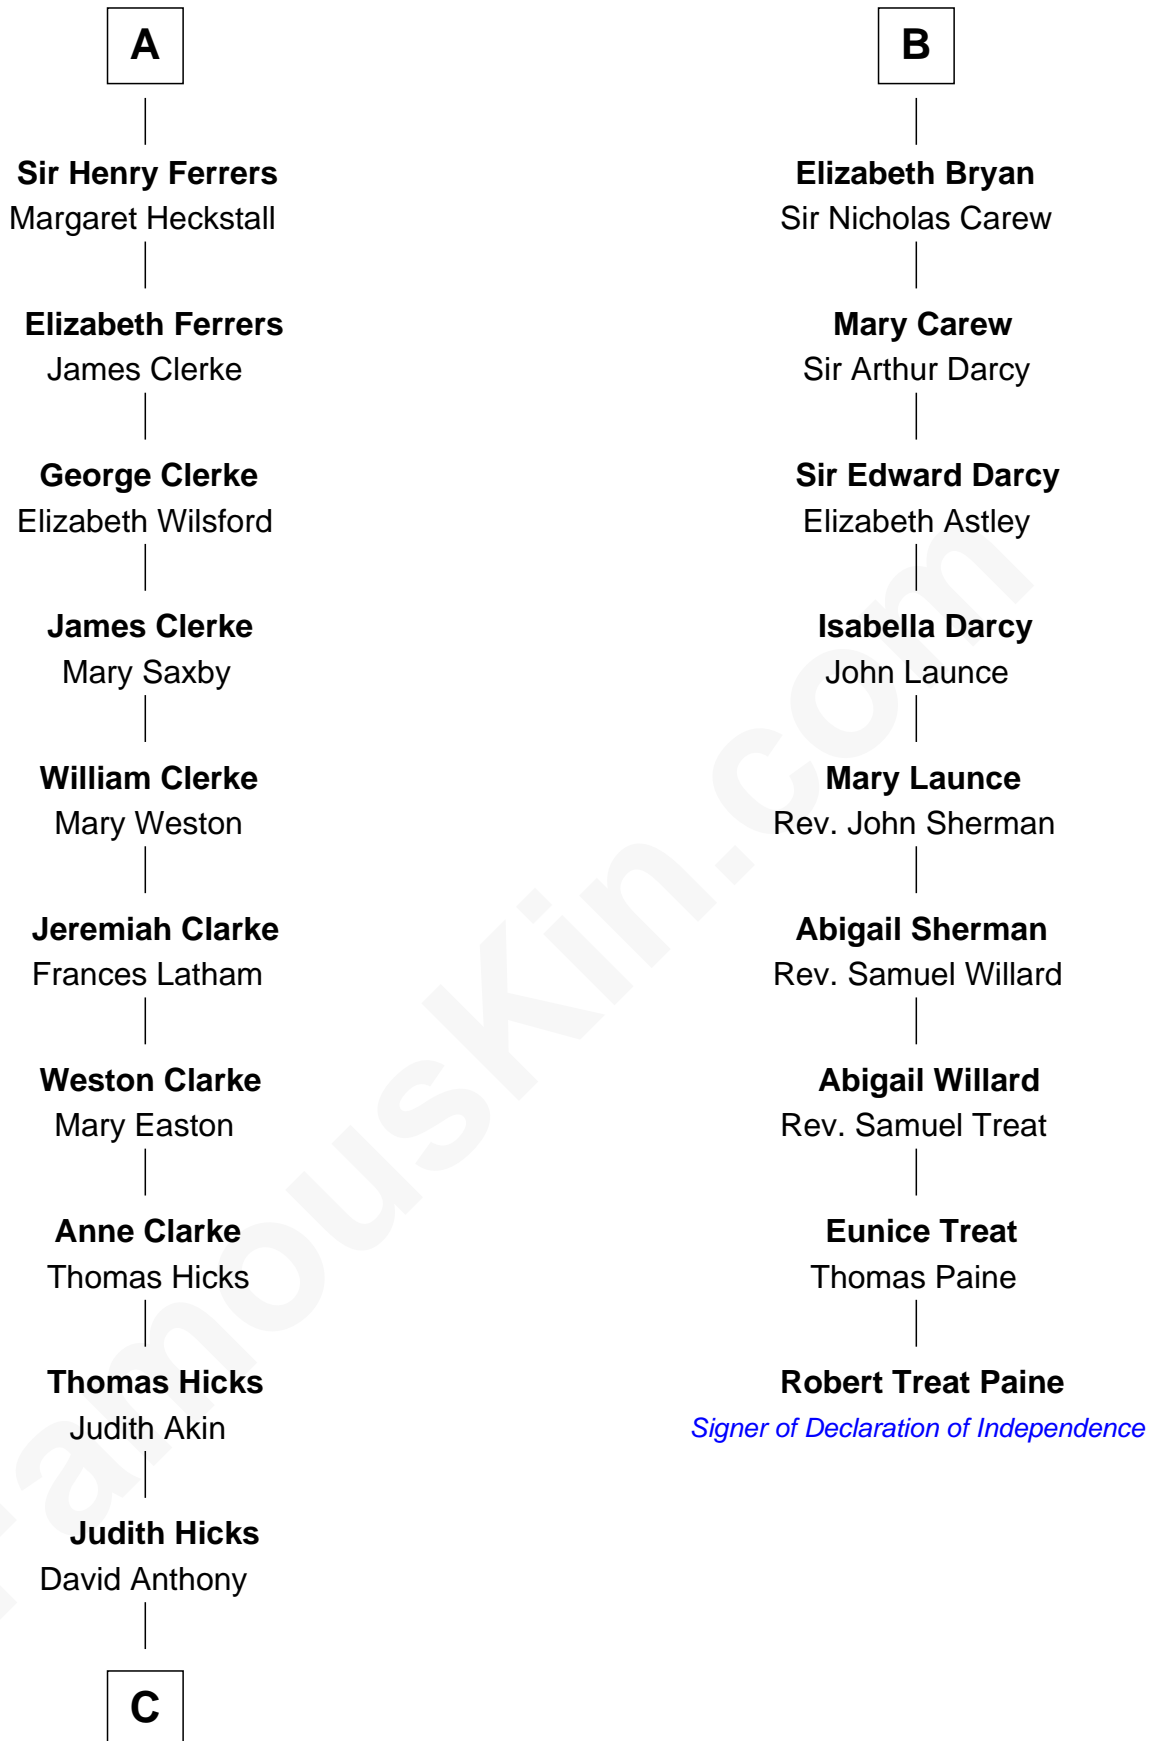 A
Sir Henry Ferrers
Margaret Heckstall
Elizabeth Ferrers
James Clerke
George Clerke
Elizabeth Wilsford
James Clerke
Mary Saxby
William Clerke
Mary Weston
Jeremiah Clarke
Frances Latham
Weston Clarke
Mary Easton
Anne Clarke
Thomas Hicks
Thomas Hicks
Judith Akin
Judith Hicks
David Anthony
C
B
Elizabeth Bryan
Sir Nicholas Carew
Mary Carew
Sir Arthur Darcy
Sir Edward Darcy
Elizabeth Astley
Isabella Darcy
John Launce
Mary Launce
Rev. John Sherman
Abigail Sherman
Rev. Samuel Willard
Abigail Willard
Rev. Samuel Treat
Eunice Treat
Thomas Paine
Robert Treat Paine
Signer of Declaration of Independence
FamousKin.com